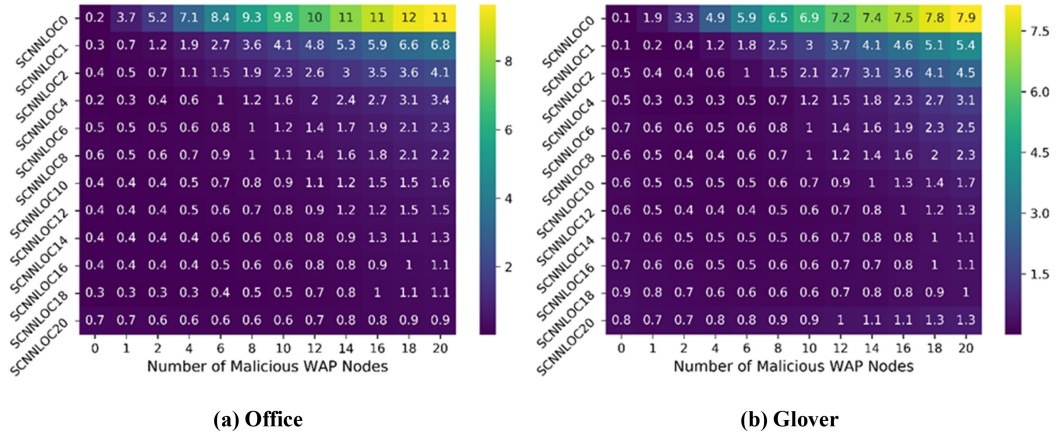 SCNNLOC0 0.2 3.7 5.2 7.1 8.4 9.3 9.8 10 11 11 12 11
SCNNLOC1 0.3 0.7 1.2 1.9 2.7 3.6 4.1 4.8 5.3 5.9 6.6 6.8
SCNNLOC2 0.4 0.5 0.7 1.1 1.5 1.9 2.3 2.6 3 3.5 3.6 4.1
SCNNLOC4 0.2 0.3 0.4 0.6 1 1.2 1.6 2 2.4 2.7 3.1 3.4
SCNNLOC6 0.5 0.5 0.5 0.6 0.8 1 1.2 1.4 1.7 1.9 2.1 2.3
SCNNLOC8 0.6 0.5 0.6 0.7 0.9 1 1.1 1.4 1.6 1.8 2.1 2.2
SCNNLOC10 0.4 0.4 0.4 0.5 0.7 0.8 0.9 1.1 1.2 1.5 1.5 1.6
SCNNLOC12 0.4 0.4 0.4 0.5 0.6 0.7 0.8 0.9 1.2 1.2 1.5 1.5
SCNNLOC14 0.4 0.4 0.4 0.4 0.6 0.6 0.8 0.8 0.9 1.3 1.1 1.3
SCNNLOC16 0.4 0.4 0.4 0.4 0.5 0.6 0.6 0.8 0.8 0.9 1 1.1
SCNNLOC18 0.3 0.3 0.3 0.3 0.4 0.5 0.5 0.7 0.8 1 1.1 1.1
SCNNLOC20 0.7 0.7 0.6 0.6 0.6 0.6 0.6 0.7 0.8 0.8 0.9 0.9
0 1 2 4 6 8 10 12 14 16 18 20
Number of Malicious WAP Nodes
8
6
4
2
(a) Office
SCNNLOC0 0.1 1.9 3.3 4.9 5.9 6.5 6.9 7.2 7.4 7.5 7.8 7.9
SCNNLOC1 0.1 0.2 0.4 1.2 1.8 2.5 3 3.7 4.1 4.6 5.1 5.4
SCNNLOC2 0.5 0.4 0.4 0.6 1 1.5 2.1 2.7 3.1 3.6 4.1 4.5
SCNNLOC4 0.5 0.3 0.3 0.3 0.5 0.7 1.2 1.5 1.8 2.3 2.7 3.1
SCNNLOC6 0.7 0.6 0.6 0.5 0.6 0.8 1 1.4 1.6 1.9 2.3 2.5
SCNNLOC8 0.6 0.5 0.4 0.4 0.6 0.7 1 1.2 1.4 1.6 2 2.3
SCNNLOC10 0.6 0.5 0.5 0.5 0.5 0.6 0.7 0.9 1 1.3 1.4 1.7
SCNNLOC12 0.6 0.5 0.4 0.4 0.4 0.5 0.6 0.7 0.8 1 1.2 1.3
SCNNLOC14 0.7 0.6 0.5 0.5 0.5 0.5 0.6 0.7 0.8 0.8 1 1.1
SCNNLOC16 0.7 0.6 0.6 0.5 0.5 0.6 0.6 0.7 0.7 0.8 1 1.1
SCNNLOC18 0.9 0.8 0.7 0.6 0.6 0.6 0.6 0.7 0.8 0.8 0.9 1
SCNNLOC20 0.8 0.7 0.7 0.8 0.8 0.9 0.9 1 1.1 1.1 1.3 1.3
0 1 2 4 6 8 10 12 14 16 18 20
Number of Malicious WAP Nodes
7.5
6.0
4.5
3.0
1.5
(b) Glover